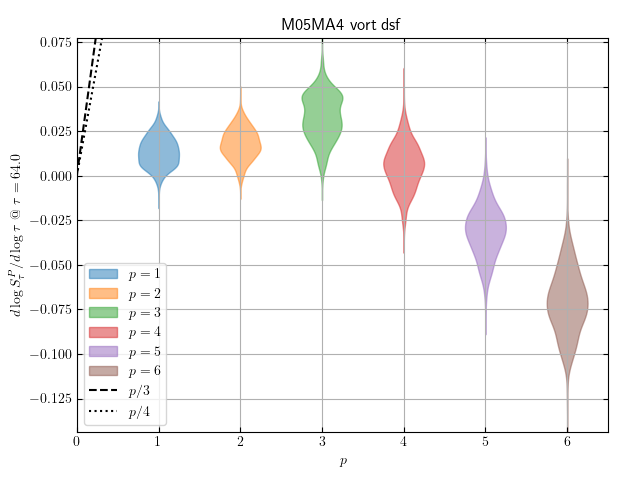 M05MA4 vort dsf
d log S_τ^P / d log τ @ τ = 64.0
0.075
0.050
0.025
0.000
−0.025
−0.050
−0.075
−0.100
−0.125
p = 1
p = 2
p = 3
p = 4
p = 5
p = 6
p/3
p/4
0 1 2 3 4 5 6
p